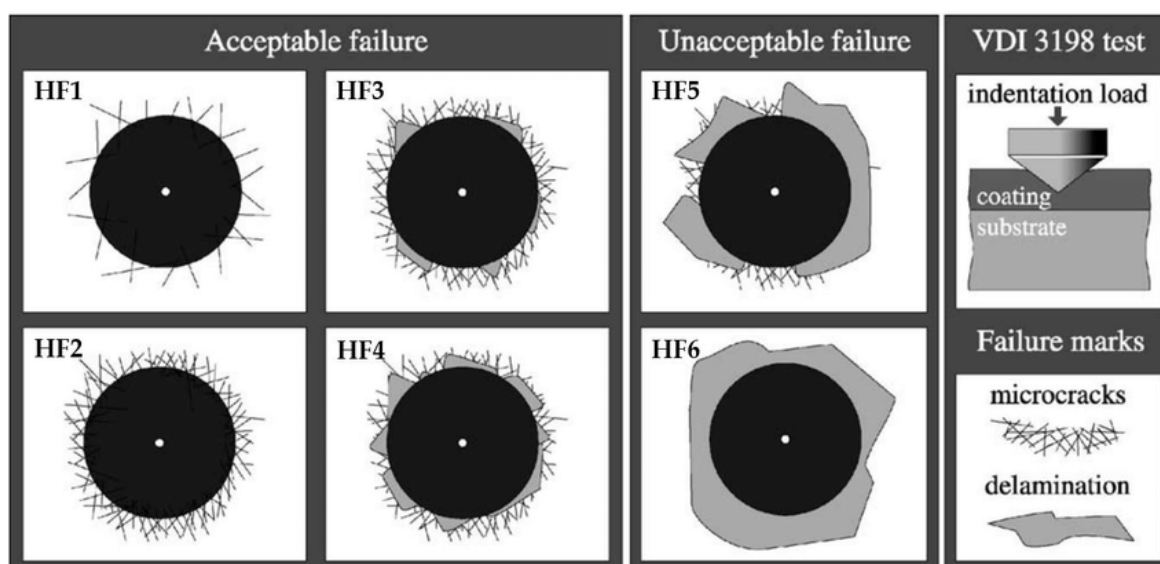 Acceptable failure
HF1
HF3
HF2
HF4
Unacceptable failure
HF5
HF6
VDI 3198 test
indentation load
coating
substrate
Failure marks
microcracks
delamination